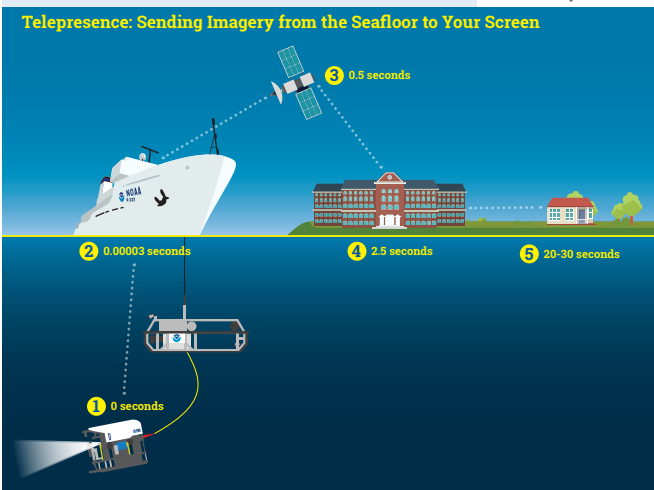 Telepresence: Sending Imagery from the Seafloor to Your Screen
3 0.5 seconds
NOAA
R 337
2 0.00003 seconds
4 2.5 seconds
5 20-30 seconds
1 0 seconds